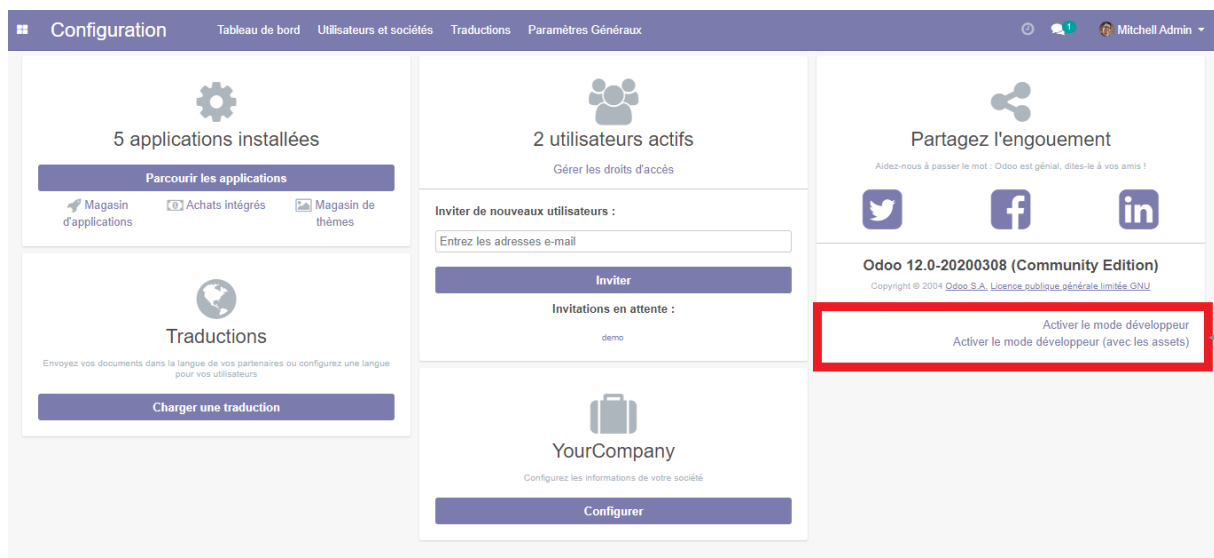 Configuration
Tableau de bord
Utilisateurs et sociétés
Traductions
Paramètres Généraux
1
Mitchell Admin
5 applications installées
Parcourir les applications
Magasin
d'applications
Achats intégrés
Magasin de
thèmes
Traductions
Envoyez vos documents dans la langue de vos partenaires ou configurez une langue
pour vos utilisateurs
Charger une traduction
2 utilisateurs actifs
Gérer les droits d'accès
Inviter de nouveaux utilisateurs :
Entrez les adresses e-mail
Inviter
Invitations en attente :
demo
YourCompany
Configurez les informations de votre société
Configurer
Partagez l'engouement
Aidez-nous à passer le mot : Odoo est génial, dites-le à vos amis !
Odoo 12.0-20200308 (Community Edition)
Copyright © 2004 Odoo S.A. Licence publique générale limitée GNU
Activer le mode développeur
Activer le mode développeur (avec les assets)